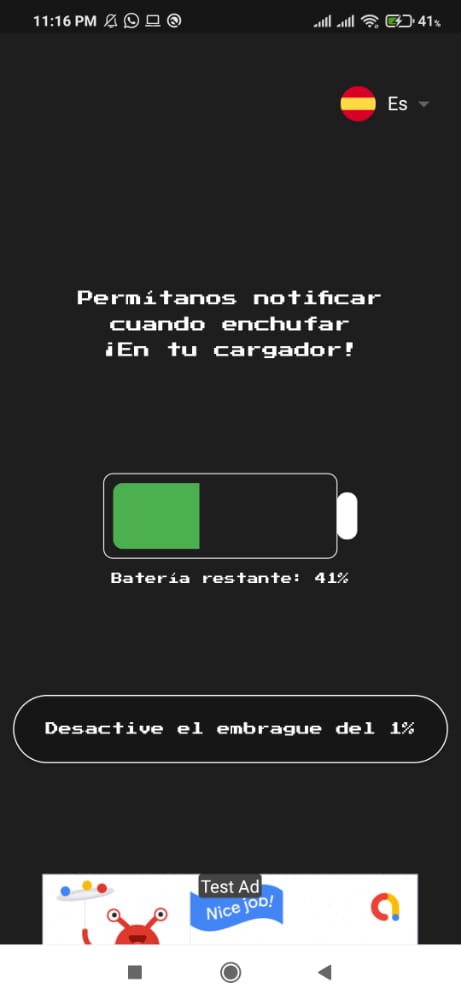 11:16 PM
41%
Es
Permítanos notificar
cuando enchufar
¡En tu cargador!
Batería restante: 41%
Desactive el embrague del 1%
Test Ad
Nice job!